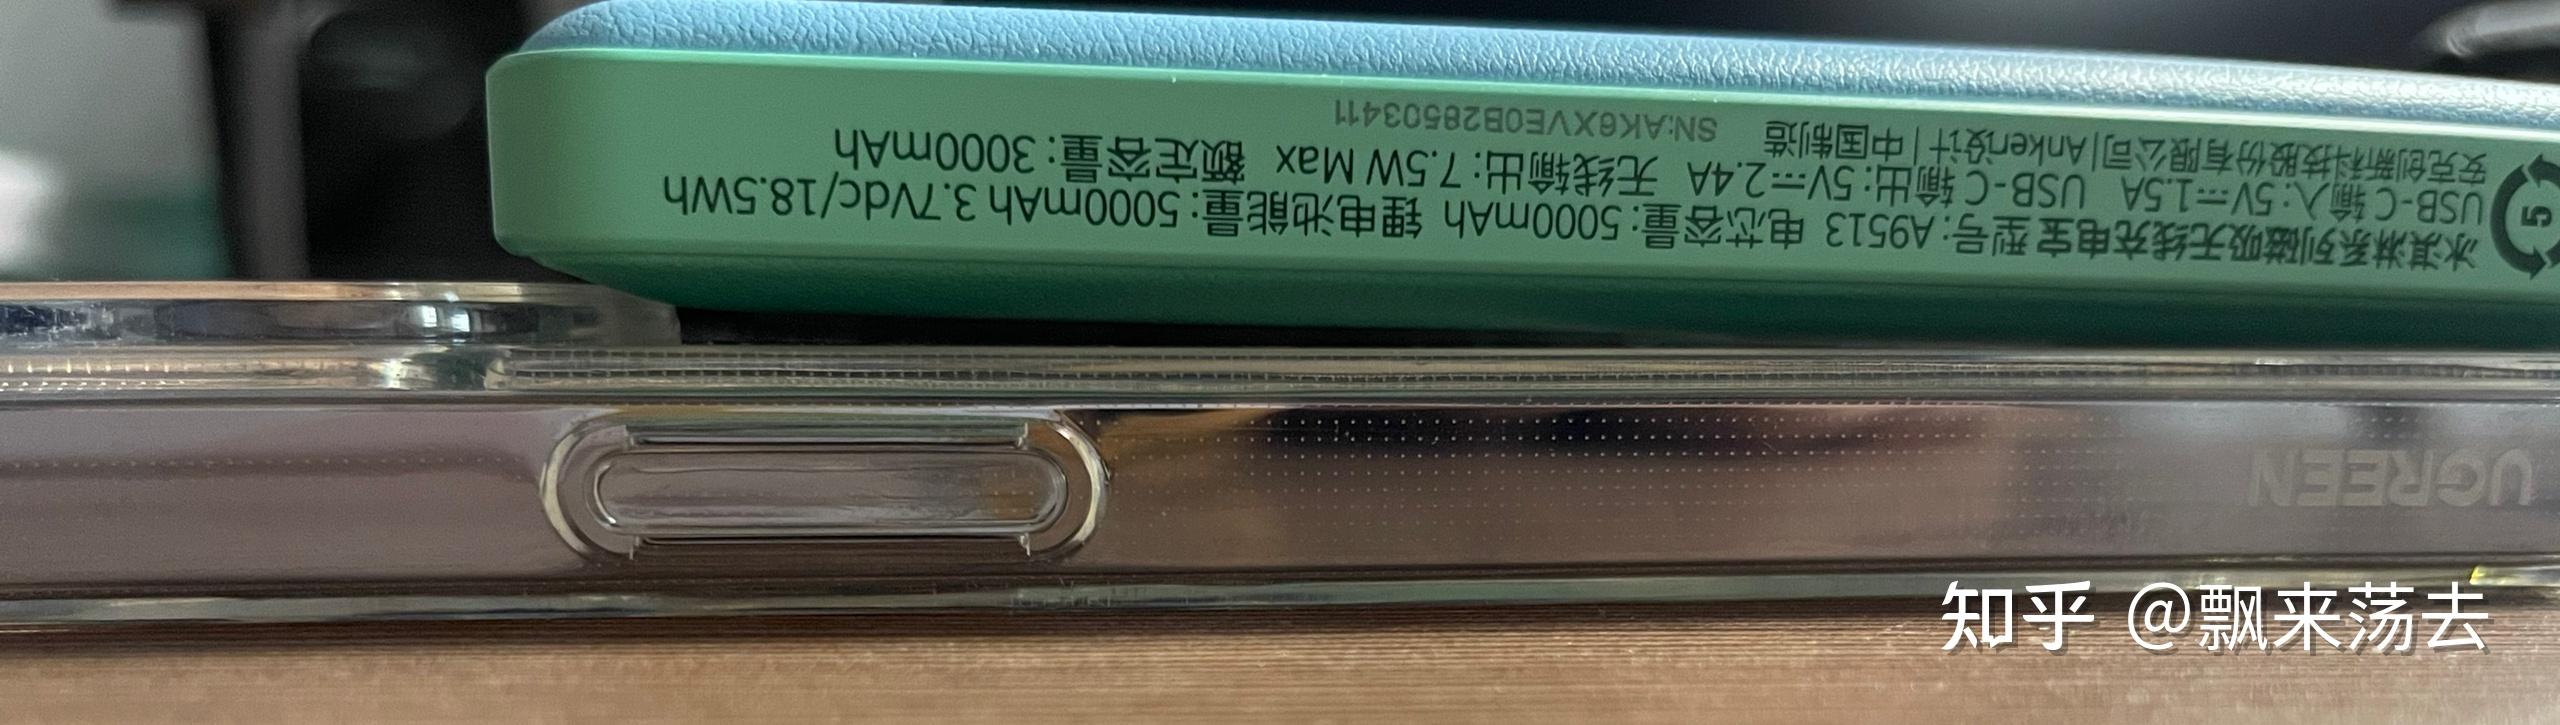 冰淇淋系列磁吸无线充电宝 型号: A9513 电芯容量: 5000mAh 锂电池能量: 5000mAh 3.7Vdc/18.5Wh
USB-C 输入: 5V⎓1.5A USB-C 输出: 5V⎓2.4A 无线输出: 7.5W Max 额定容量: 3000mAh
安克创新科技股份有限公司 | Anker设计 | 中国制造
SN:AK6XVE0B28503411
5
UGREEN
知乎 @飘来荡去